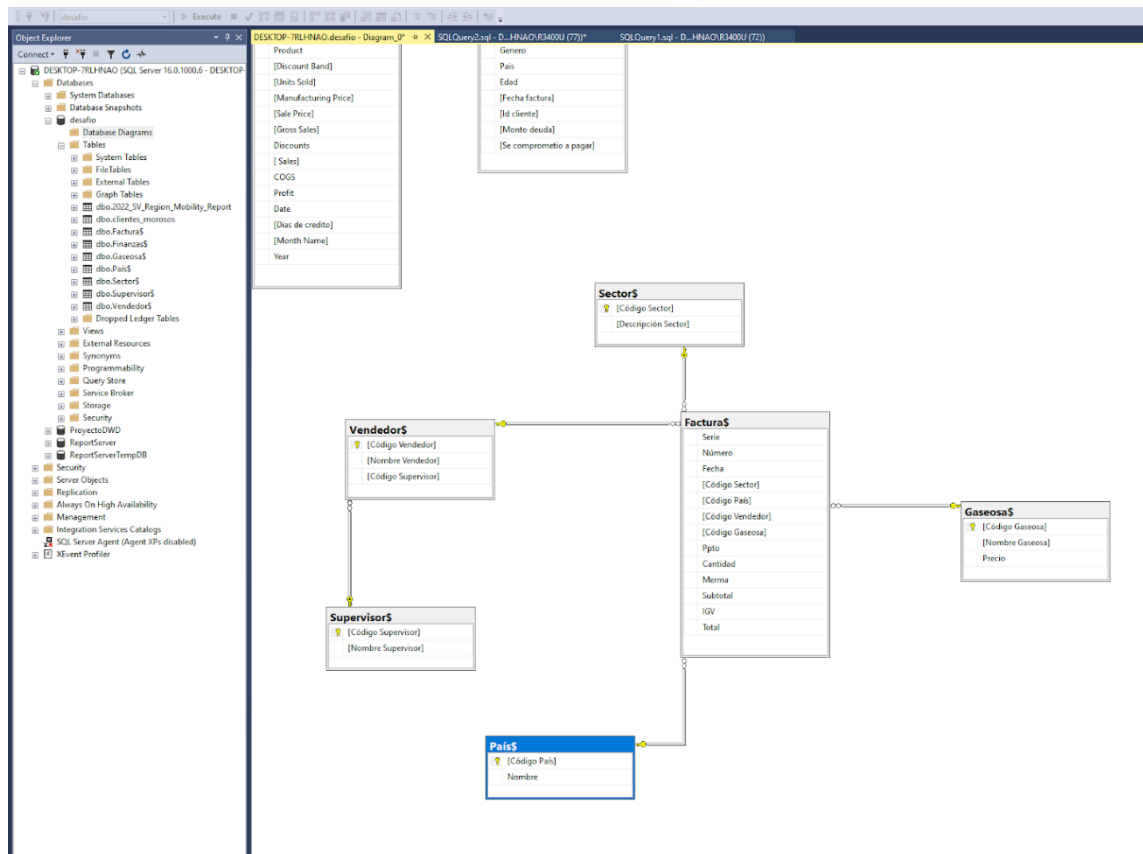 desafio
Execute
Object Explorer
Connect
DESKTOP-7RLHNAO (SQL Server 16.0.1000.6 - DESKTOP-
Databases
System Databases
Database Snapshots
desafio
Database Diagrams
Tables
System Tables
FileTables
External Tables
Graph Tables
dbo.2022_SV_Region_Mobility_Report
dbo.clientes_morosos
dbo.Factura$
dbo.Finanzas$
dbo.Gaseosa$
dbo.País$
dbo.Sector$
dbo.Supervisor$
dbo.Vendedor$
Dropped Ledger Tables
Views
External Resources
Synonyms
Programmability
Query Store
Service Broker
Storage
Security
ProyectoDWD
ReportServer
ReportServerTempDB
Security
Server Objects
Replication
Always On High Availability
Management
Integration Services Catalogs
SQL Server Agent (Agent XPs disabled)
XEvent Profiler
DESKTOP-7RLHNAO.desafio - Diagram_0*
SQLQuery2.sql - D...HNAO\R3400U (77))*
SQLQuery1.sql - D...HNAO\R3400U (72))
Product
[Discount Band]
[Units Sold]
[Manufacturing Price]
[Sale Price]
[Gross Sales]
Discounts
[ Sales]
COGS
Profit
Date
[Dias de credito]
[Month Name]
Year
Genero
Pais
Edad
[Fecha factura]
[Id cliente]
[Monto deuda]
[Se comprometio a pagar]
Sector$
[Código Sector]
[Descripción Sector]
Vendedor$
[Código Vendedor]
[Nombre Vendedor]
[Código Supervisor]
Factura$
Serie
Número
Fecha
[Código Sector]
[Código País]
[Código Vendedor]
[Código Gaseosa]
Ppto
Cantidad
Merma
Subtotal
IGV
Total
Gaseosa$
[Código Gaseosa]
[Nombre Gaseosa]
Precio
Supervisor$
[Código Supervisor]
[Nombre Supervisor]
País$
[Código País]
Nombre